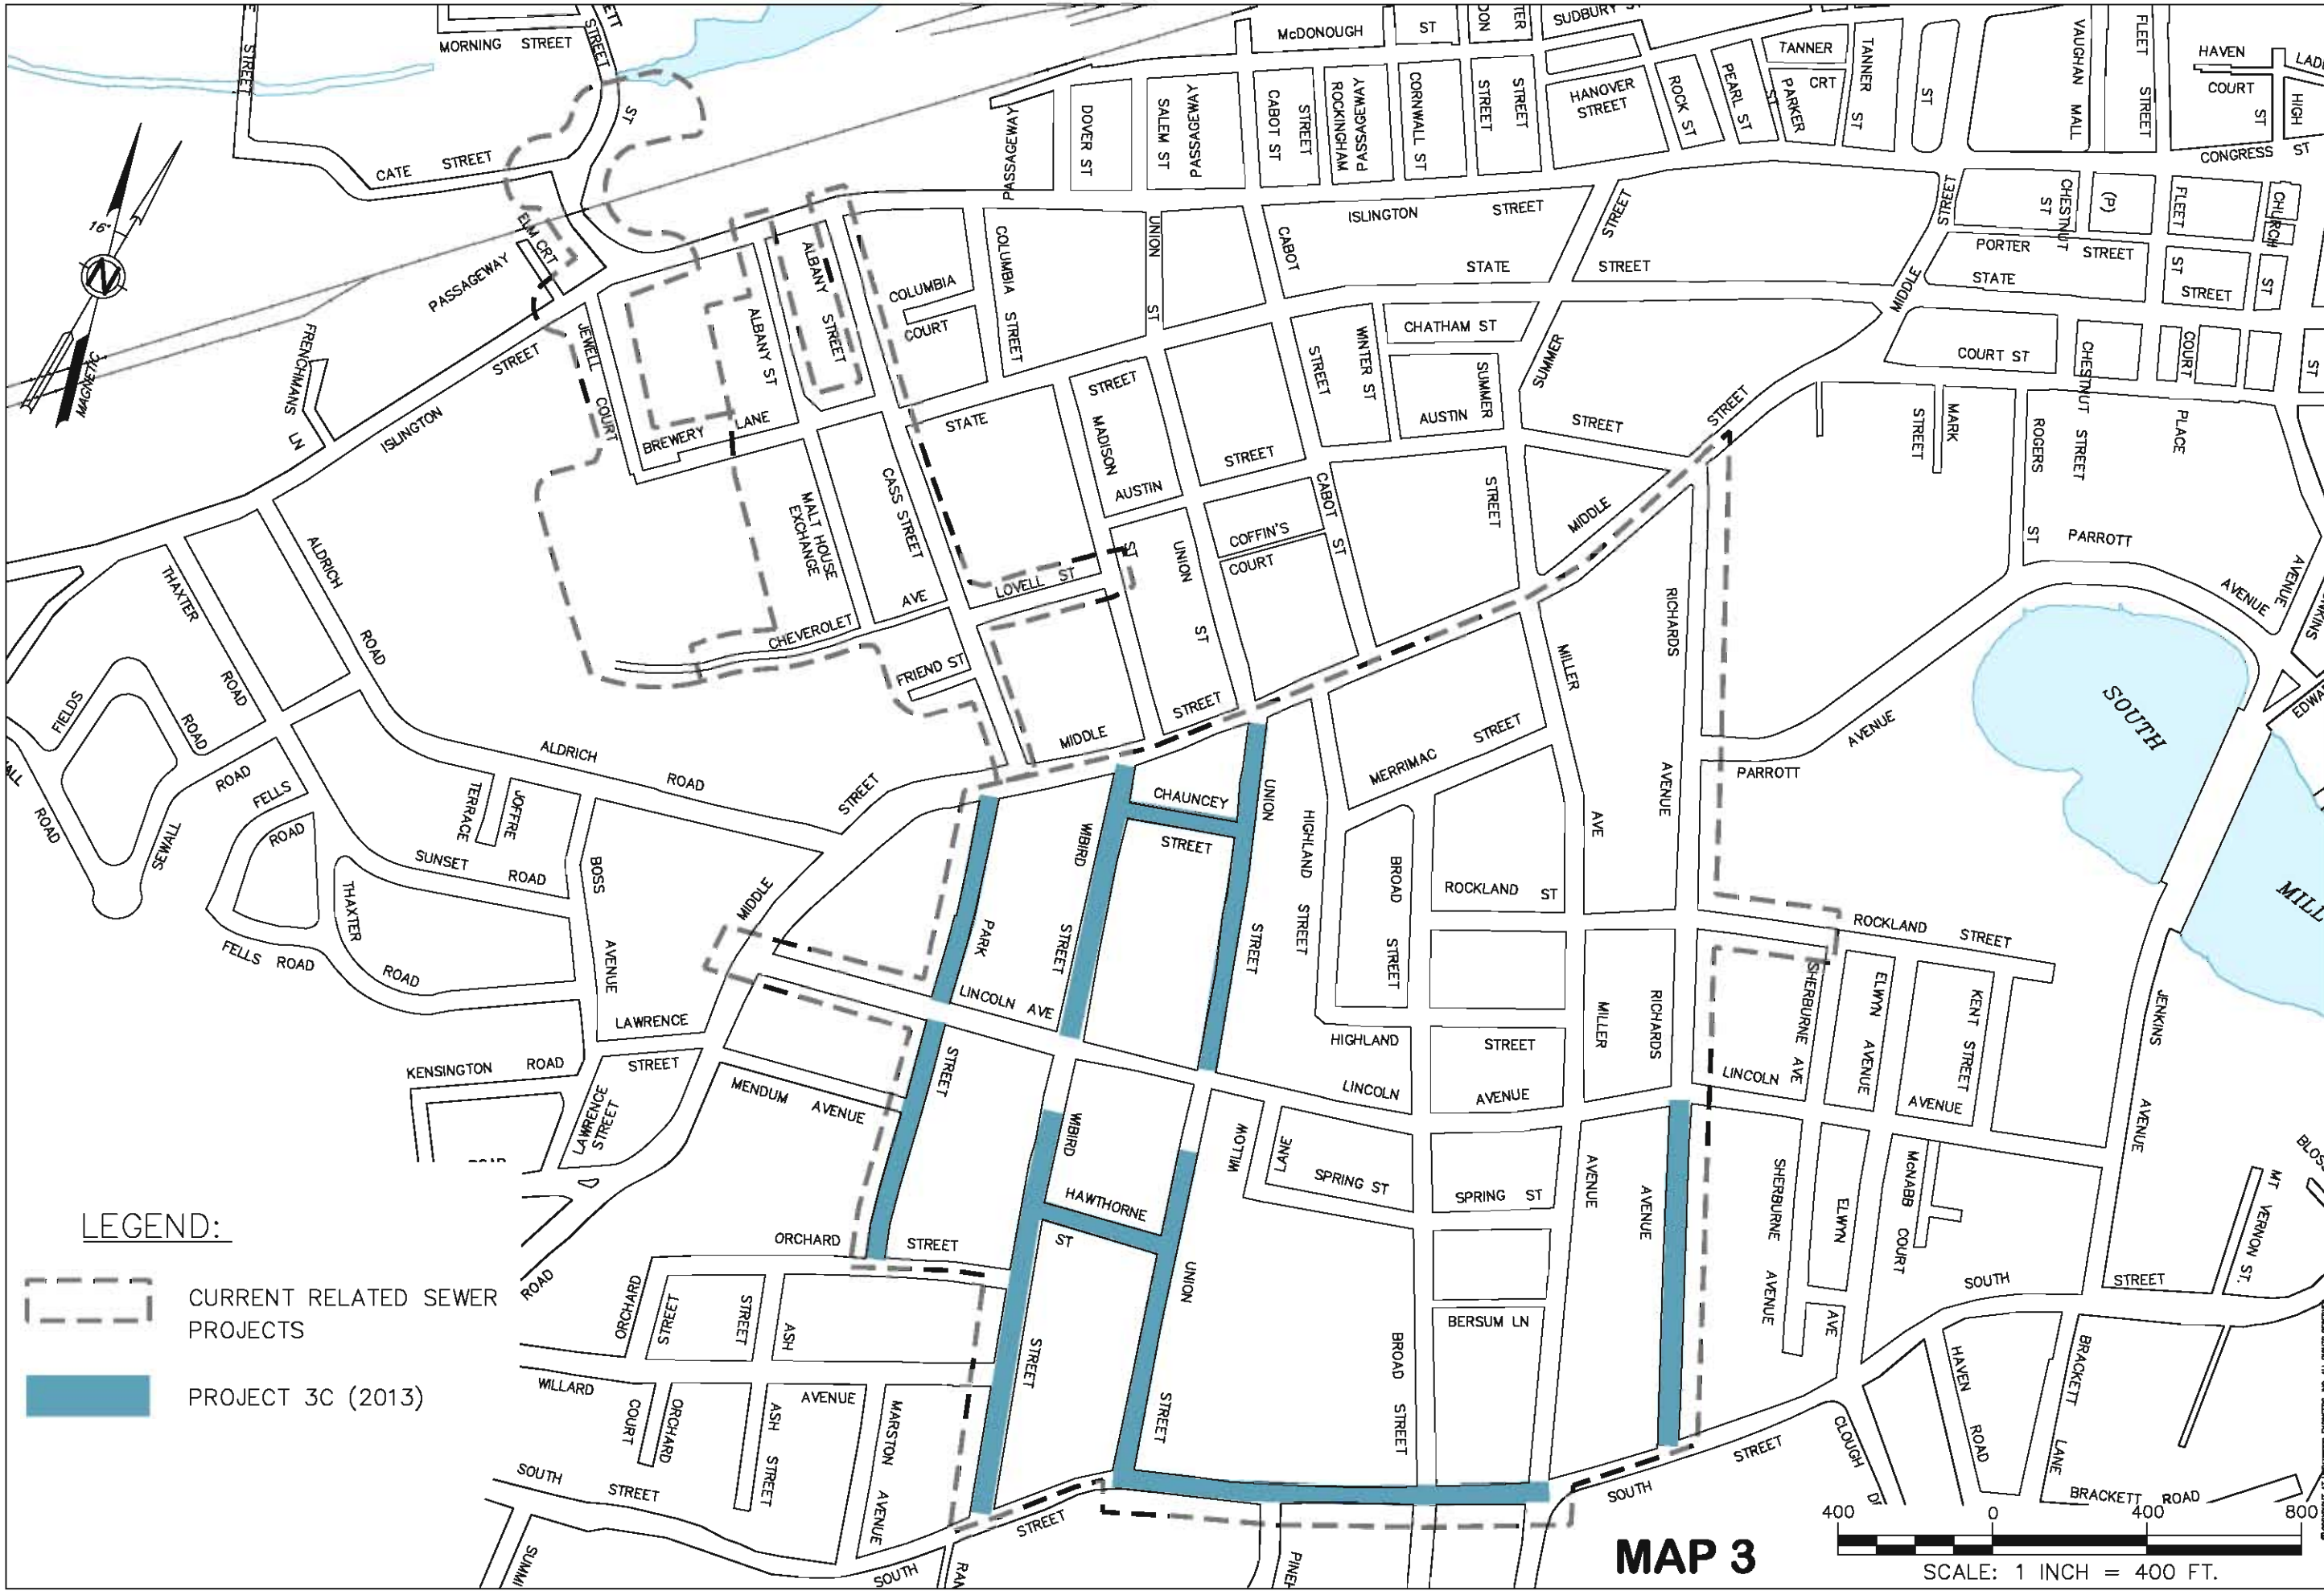 MORNING STREET
STREET
STREET
ST
McDONOUGH
ST
HAVEN
COURT
HIGH
ST
CONGRESS ST
VAUGHAN MALL
FLEET STREET
TANNER
CRT
TANNER
ST
PARKER
ST
PEARL ST
ROCK ST
HANOVER
STREET
STREET
STREET
CORNWALL ST
ROCKINGHAM
STREET
PASSAGEWAY
CABOT ST
PASSAGEWAY
SALEM ST
DOVER ST
PASSAGEWAY
ST
CATE STREET
ELM CRT
PASSAGEWAY
16°
N
MAGNETIC
FRENCHMANS
LN
ISLINGTON
STREET
JEWELL
COURT
BREWERY LANE
ALBANY ST
ALBANY
STREET
COLUMBIA
COURT
COLUMBIA
STREET
UNION
ST
CABOT
STREET
ISLINGTON STREET
STREET
STATE STREET
STREET
MIDDLE
CHESTNUT
ST
(P)
FLEET
ST
CHURCH
ST
PORTER STREET
STATE STREET
COURT ST
CHESTNUT STREET
COURT
PLACE
ST
CHATHAM ST
WINTER ST
SUMMER
SUMMER
AUSTIN
STREET
STREET
STREET
MADISON
ST
STATE
STREET
AUSTIN
CABOT
ST
COFFIN'S
COURT
STREET
MIDDLE
MARK
STREET
ROGERS
ST
PARROTT
AVENUE
AVENUE
MALT HOUSE
EXCHANGE
CASS STREET
LOVELL ST
CHEVEROLET AVE
FRIEND ST
UNION
ST
ALDRICH
ROAD
THAXTER
ROAD
ROAD
FIELDS
ROAD
SEWALL
ROAD
FELLS
ROAD
THAXTER
ROAD
FELLS ROAD
SUNSET ROAD
TERRACE
JOFFRE
ALDRICH ROAD
BOSS
AVENUE
MIDDLE
STREET
MIDDLE
STREET
CHAUNCEY
STREET
WIBIRD
STREET
UNION
STREET
HIGHLAND
STREET
MERRIMAC STREET
MILLER
AVE
RICHARDS
AVENUE
PARROTT
AVENUE
SOUTH
MILL
BROAD
STREET
ROCKLAND ST
ROCKLAND STREET
SHERBURNE AVE
ELWYN AVENUE
KENT STREET
JENKINS
AVENUE
PARK
STREET
LINCOLN AVE
LAWRENCE
STREET
LAWRENCE
STREET
KENSINGTON ROAD
MENDUM AVENUE
HIGHLAND STREET
LINCOLN AVENUE
MILLER
RICHARDS
LINCOLN AVENUE
WIBIRD
HAWTHORNE
ST
WILLOW
LANE
SPRING ST
SPRING ST
AVENUE
AVENUE
SHERBURNE
AVENUE
ELWYN
AVE
McNABB
COURT
MT VERNON ST.
ORCHARD STREET
ROAD
ORCHARD
STREET
STREET
ASH
UNION
STREET
STREET
BERSUM LN
BROAD
STREET
SOUTH STREET
HAVEN
ROAD
BRACKETT
LANE
BRACKETT ROAD
CLOUGH
WILLARD AVENUE
COURT
ORCHARD
ASH STREET
MARSTON
AVENUE
SOUTH STREET
SOUTH STREET
SOUTH STREET
LEGEND:
CURRENT RELATED SEWER
PROJECTS
PROJECT 3C (2013)
MAP 3
400 0 400 800
SCALE: 1 INCH = 400 FT.